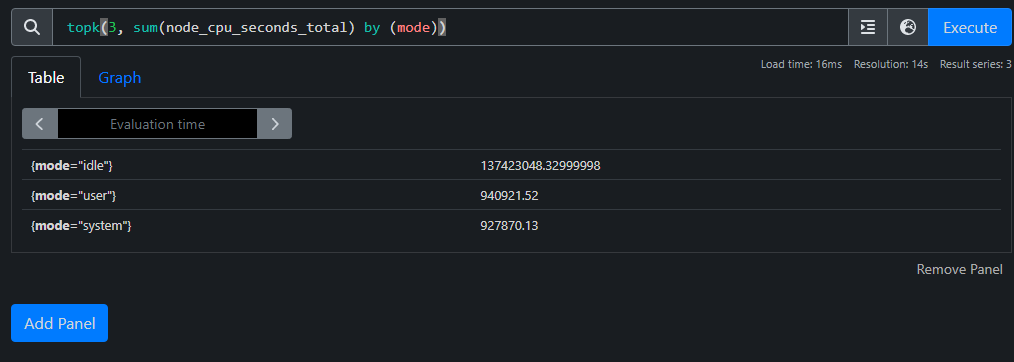 topk(3, sum(node_cpu_seconds_total) by (mode))
Execute
Table Graph
Load time: 16ms Resolution: 14s Result series: 3
Evaluation time
{mode="idle"} 137423048.32999998
{mode="user"} 940921.52
{mode="system"} 927870.13
Remove Panel
Add Panel